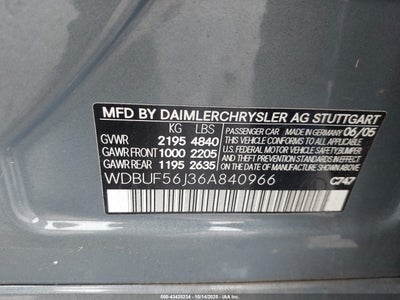 MFD BY DAIMLERCHRYSLER AG STUTTGART
KG LBS
GVWR 2195 4840
GAWR FRONT 1000 2205
GAWR REAR 1195 2635
PASSENGER CAR MADE IN GERMANY 06/05
THIS VEHICLE CONFORMS TO ALL APPLICABLE
U.S. FEDERAL MOTOR VEHICLE SAFETY, BUMPER
AND THEFT PREVENTION STANDARDS IN EFFECT
ON THE DATE OF MANUFACTURE SHOWN ABOVE.
WDBUF56J36A840966
C747